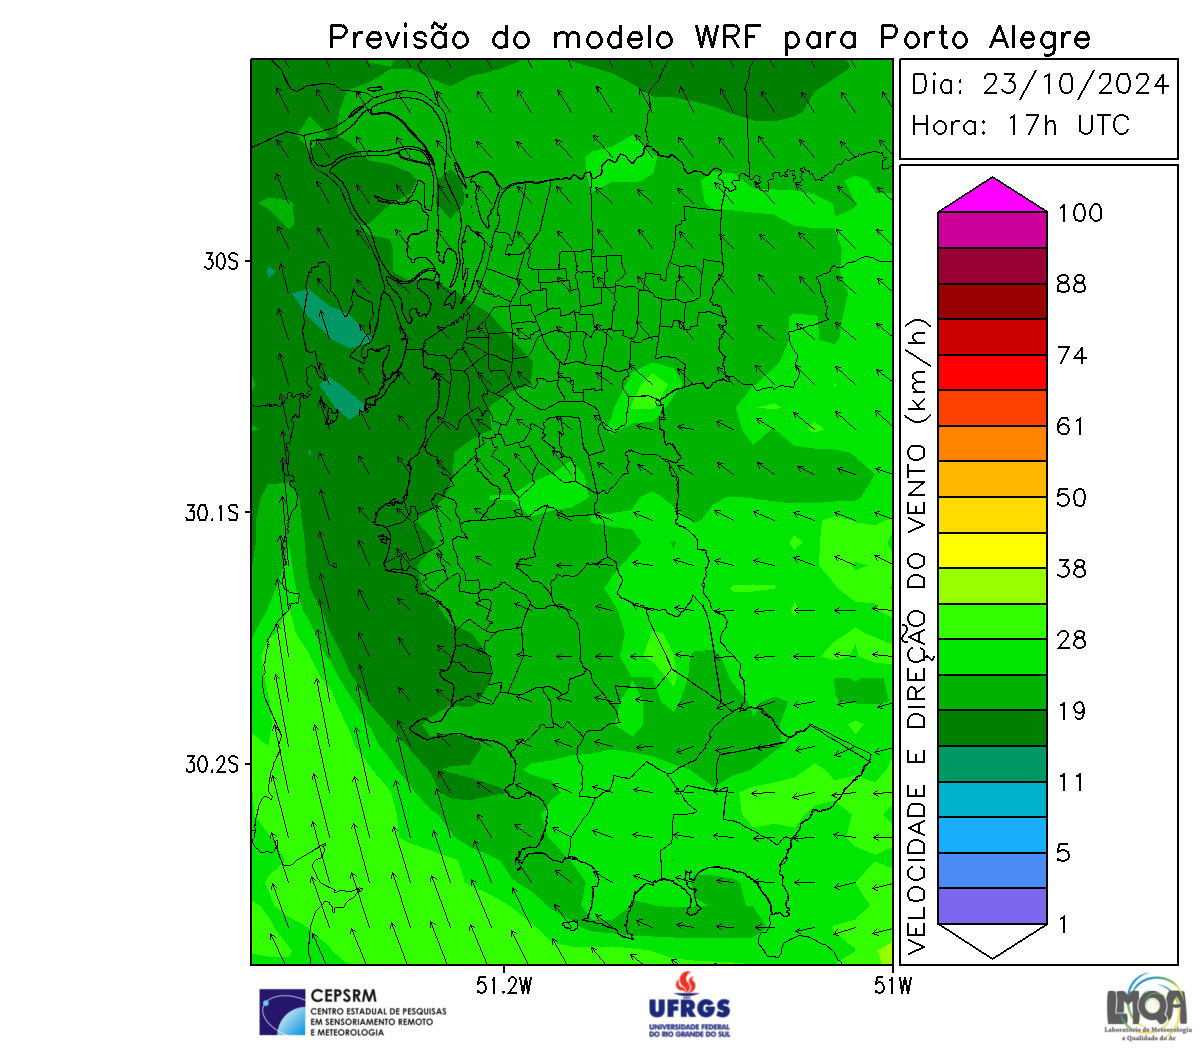 Previsão do modelo WRF para Porto Alegre
Dia: 23/10/2024
Hora: 17h UTC
30S
30.1S
30.2S
51.2W
51W
VELOCIDADE E DIREÇÃO DO VENTO (km/h)
100
88
74
61
50
38
28
19
11
5
1
CEPSRM
CENTRO ESTADUAL DE PESQUISAS
EM SENSORIAMENTO REMOTO
E METEOROLOGIA
UFRGS
UNIVERSIDADE FEDERAL
DO RIO GRANDE DO SUL
LMQA
Laboratório de Meteorologia
e Qualidade do Ar